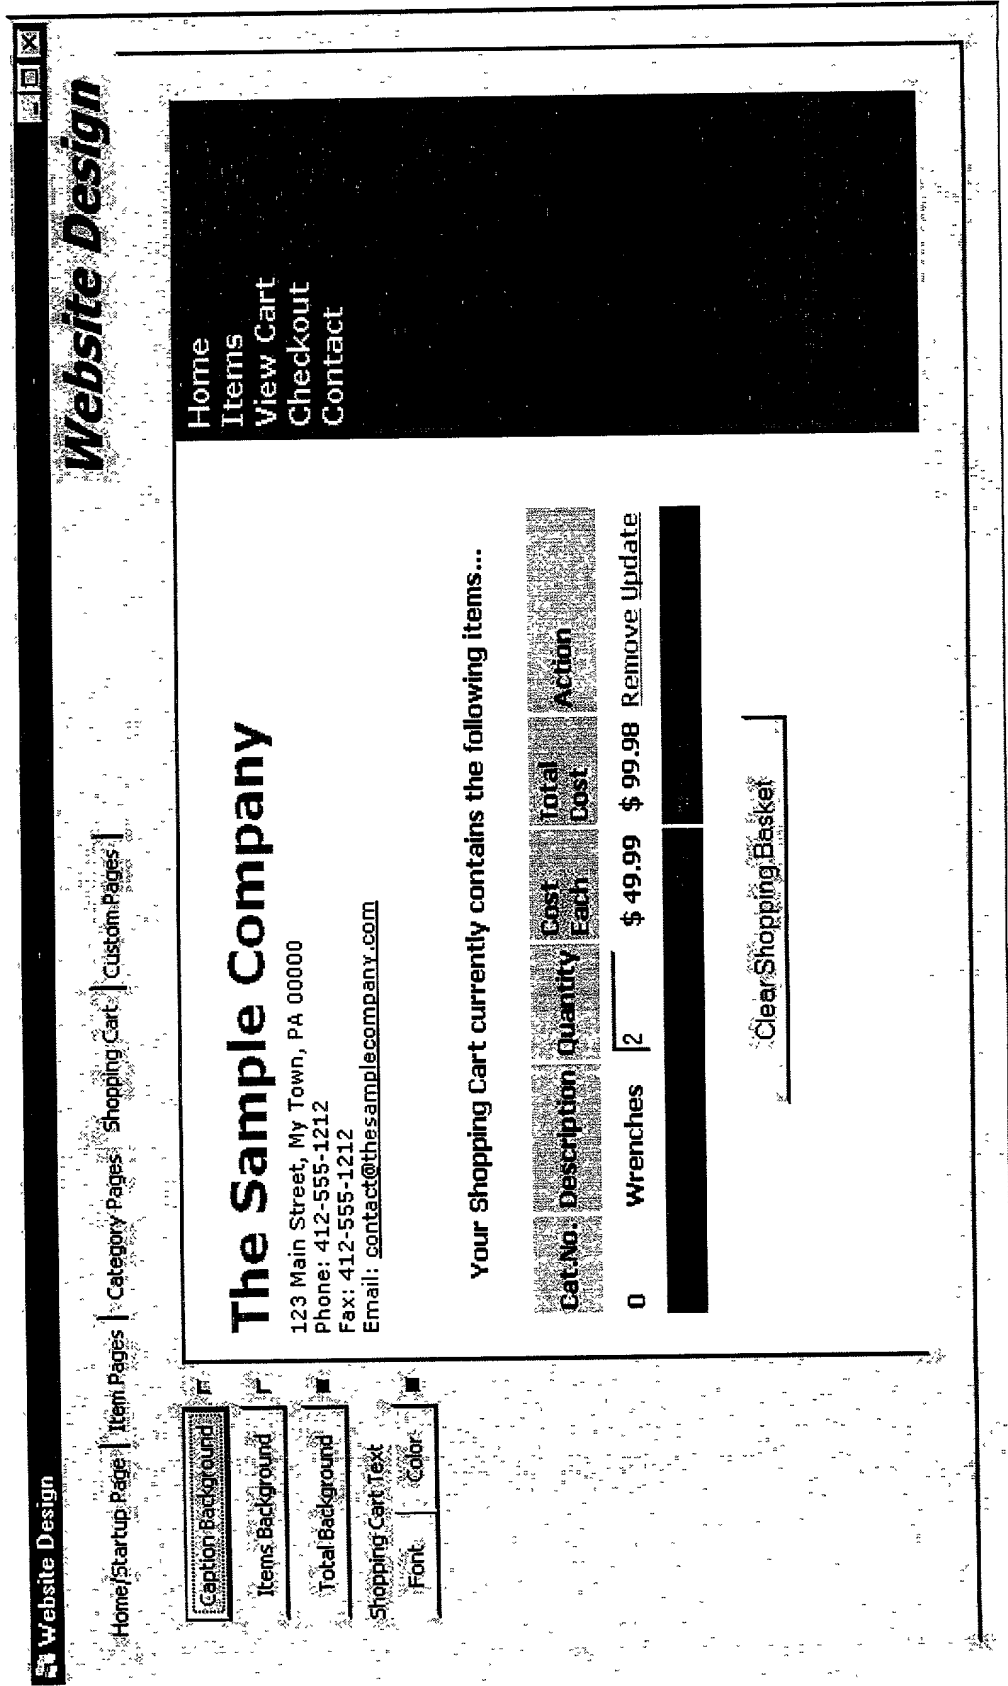 Website Design
Website Design
Home/Startup Page | Item Pages | Category Pages Shopping Cart | Custom Pages |
Caption Background
Items Background
Total Background
Shopping Cart Text
Font Color
The Sample Company
123 Main Street, My Town, PA 00000
Phone: 412-555-1212
Fax: 412-555-1212
Email: contact@thesamplecompany.com
Home
Items
View Cart
Checkout
Contact
Your Shopping Cart currently contains the following items...
Cat.No. Description Quantity Cost Each Total Cost Action
0 Wrenches 2 $ 49.99 $ 99.98 Remove Update
Clear Shopping Basket